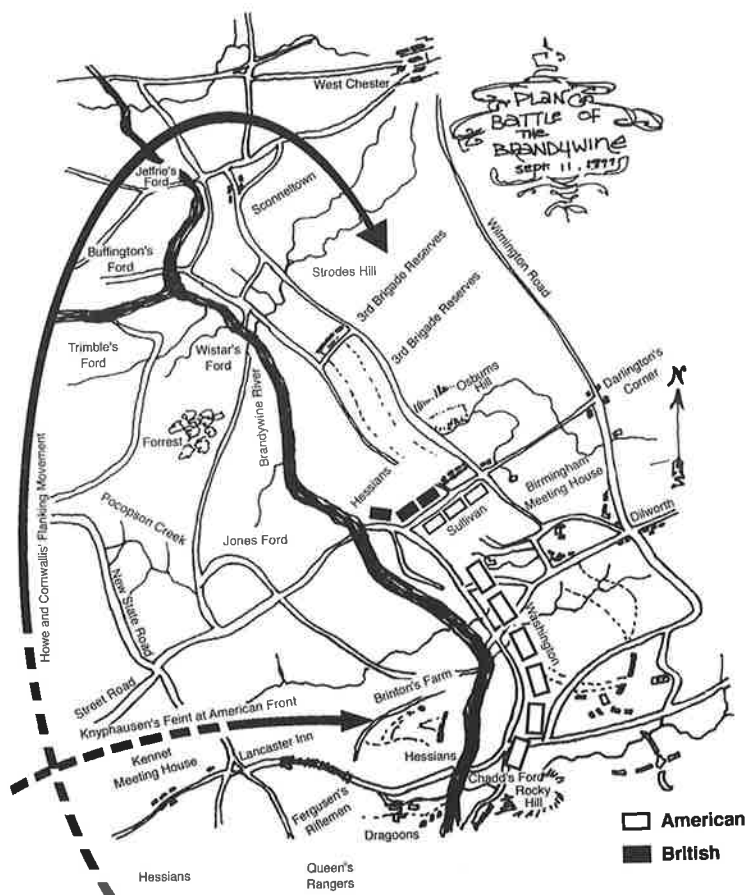 West Chester
PLAN OF
BATTLE OF
THE
BRANDYWINE
Sept. 11, 1777
Jeffrie's
Ford
Sconneltown
Buffington's
Ford
Strodes Hill
3rd Brigade Reserves
3rd Brigade Reserves
Wilmington Road
Trimble's
Ford
Wistar's
Ford
Brandywine River
Osburns
Hill
Darlington's
Corner
N
Forrest
Hessians
Birmingham
Meeting House
Howe and Cornwallis' Flanking Movement
Pocopson Creek
Jones Ford
Sullivan
Dilworth
New State Road
Washington
Street Road
Brinton's Farm
Knyphausen's Feint at American Front
Kennet
Meeting House
Lancaster Inn
Hessians
Chadd's Ford
Rocky
Hill
Fergusen's
Riflemen
Dragoons
American
British
Hessians
Queen's
Rangers